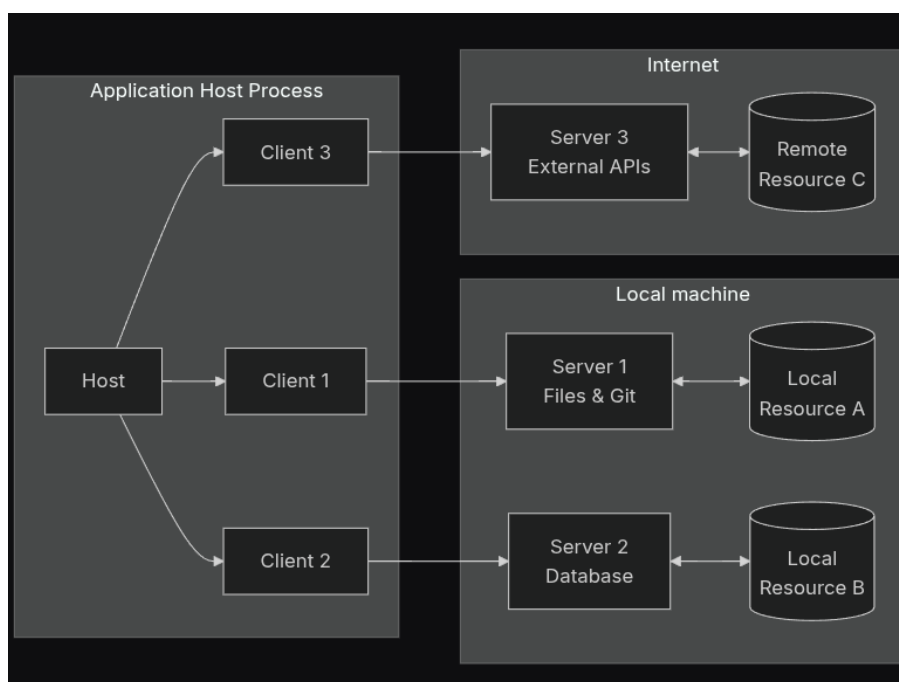 Application Host Process
Client 3
Host
Client 1
Client 2
Internet
Server 3
External APIs
Remote
Resource C
Local machine
Server 1
Files & Git
Local
Resource A
Server 2
Database
Local
Resource B